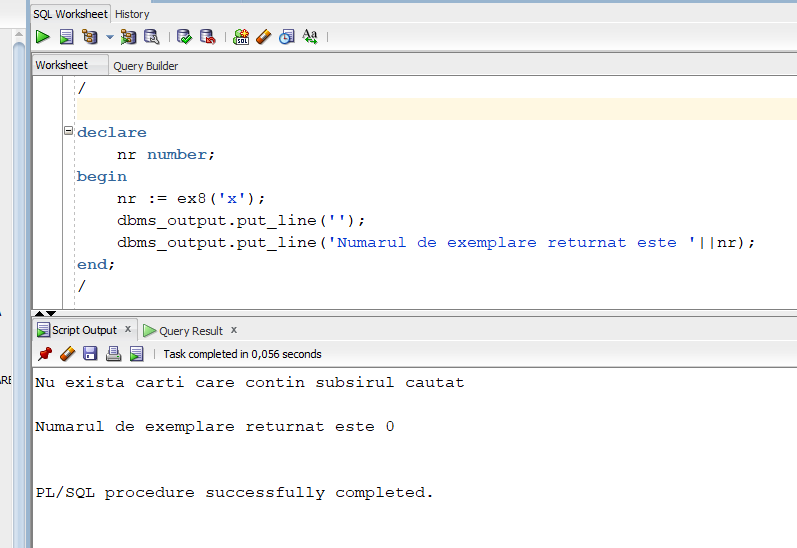 SQL Worksheet History
Worksheet Query Builder
/
declare
nr number;
begin
nr := ex8('x');
dbms_output.put_line('');
dbms_output.put_line('Numarul de exemplare returnat este '||nr);
end;
/
Script Output x Query Result x
Task completed in 0,056 seconds
Nu exista carti care contin subsirul cautat
Numarul de exemplare returnat este 0
PL/SQL procedure successfully completed.